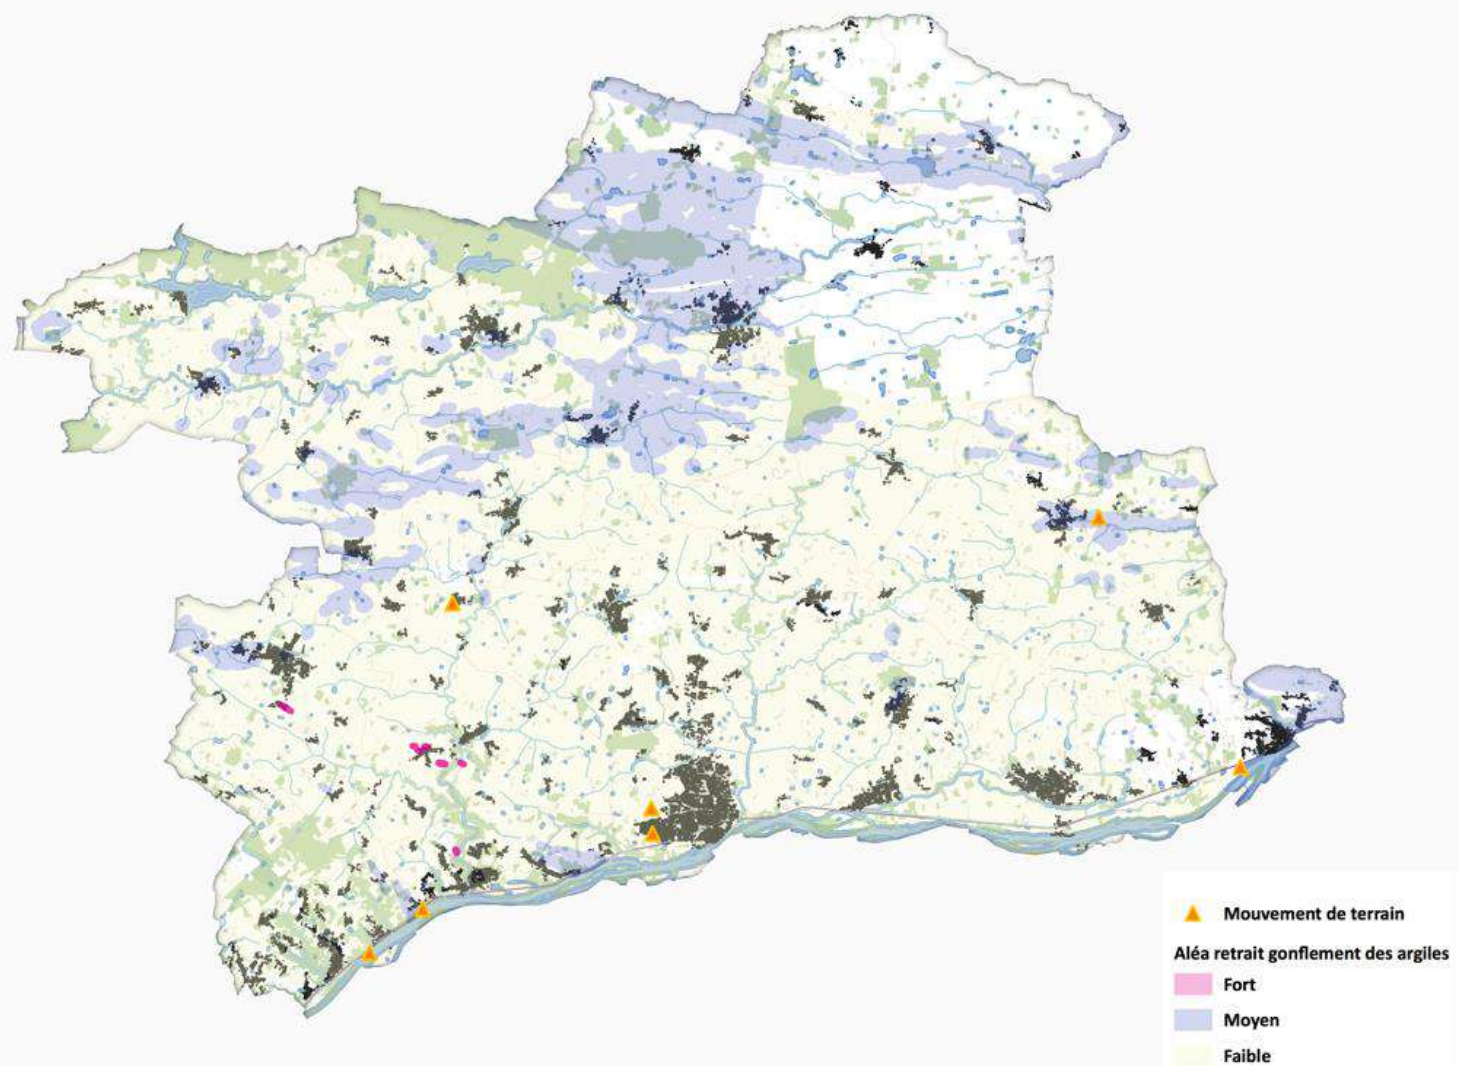 Mouvement de terrain
Aléa retrait gonflement des argiles
Fort
Moyen
Faible